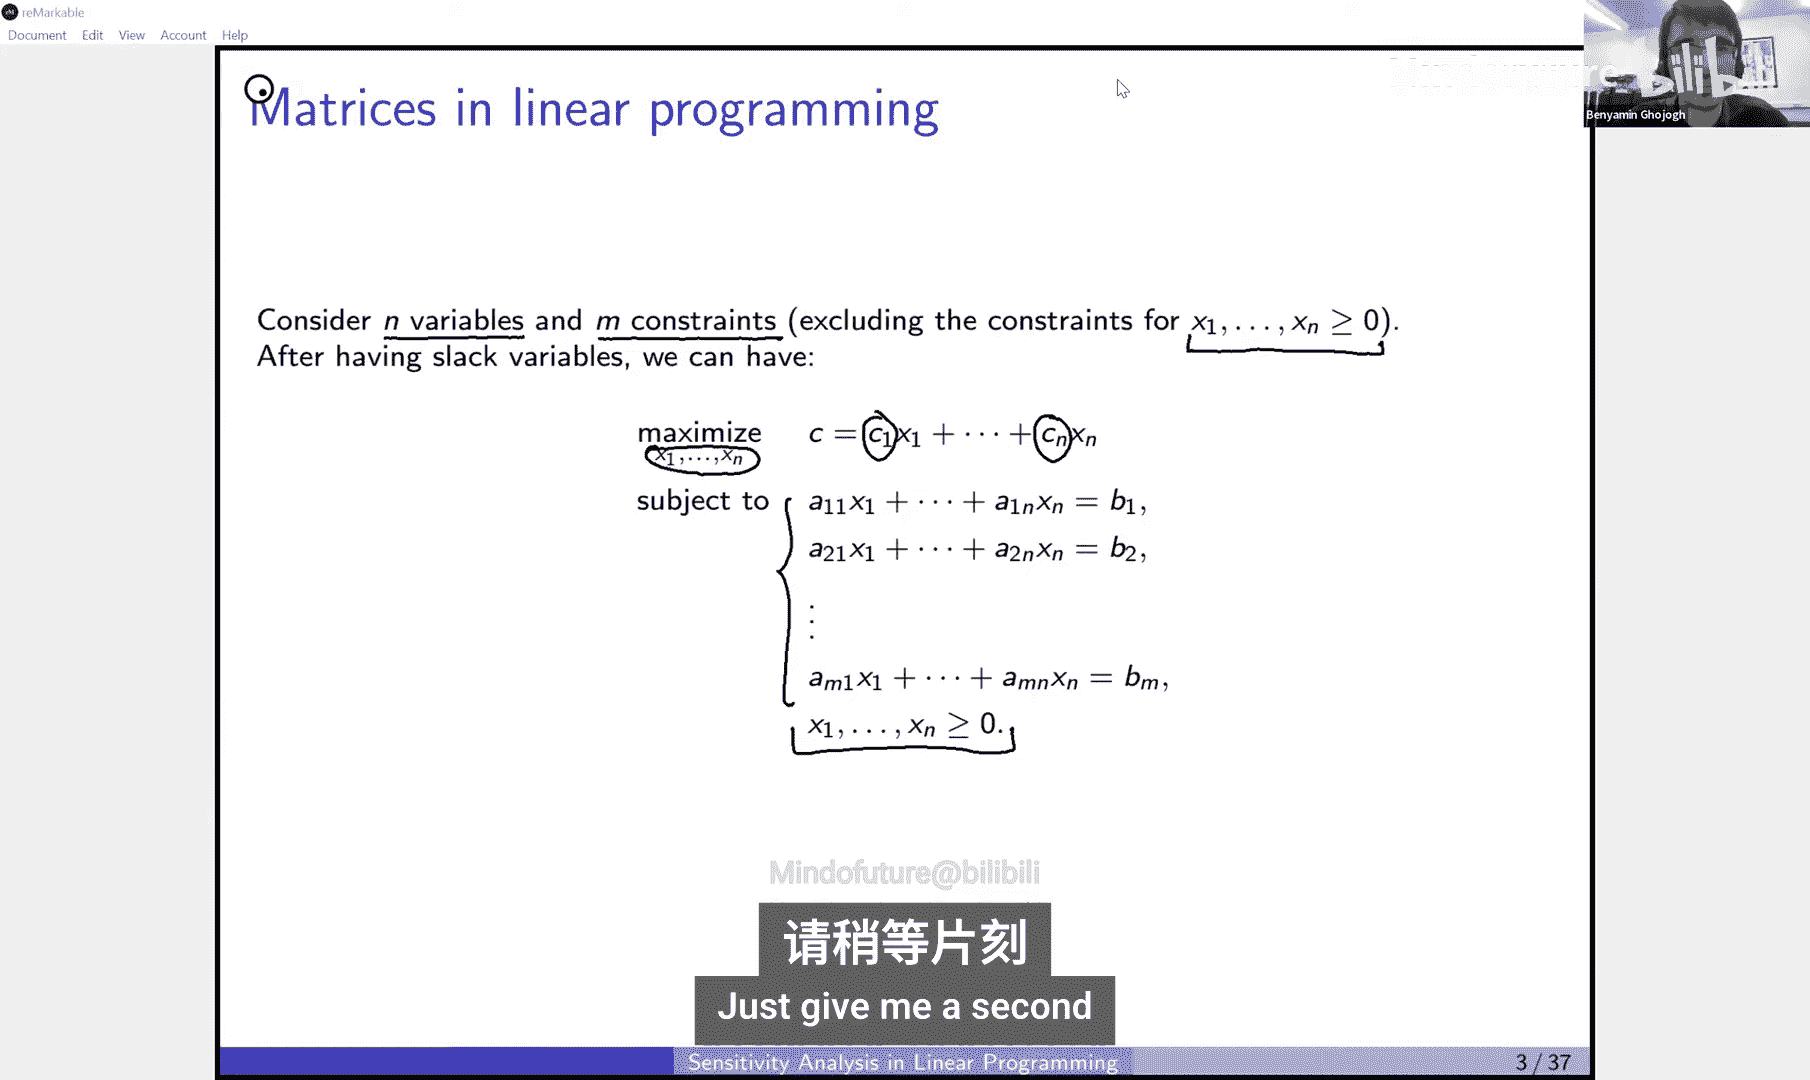 reMarkable
Document Edit View Account Help
bilibili
Benyamin Ghojogh
Matrices in linear programming
Consider n variables and m constraints (excluding the constraints for x₁, . . . , xₙ ≥ 0).
After having slack variables, we can have:
maximize c = c₁x₁ + · · · + cₙxₙ
x₁,...,xₙ
subject to a₁₁x₁ + · · · + a₁ₙxₙ = b₁,
a₂₁x₁ + · · · + a₂ₙxₙ = b₂,
⋮
aₘ₁x₁ + · · · + aₘₙxₙ = bₘ,
x₁, . . . , xₙ ≥ 0.
Mindofuture@bilibili
请稍等片刻
Just give me a second
Sensitivity Analysis in Linear Programming 3 / 37